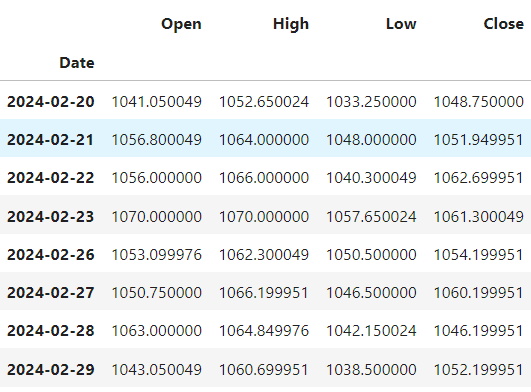 Open High Low Close
Date
2024-02-20 1041.050049 1052.650024 1033.250000 1048.750000
2024-02-21 1056.800049 1064.000000 1048.000000 1051.949951
2024-02-22 1056.000000 1066.000000 1040.300049 1062.699951
2024-02-23 1070.000000 1070.000000 1057.650024 1061.300049
2024-02-26 1053.099976 1062.300049 1050.500000 1054.199951
2024-02-27 1050.750000 1066.199951 1046.500000 1060.199951
2024-02-28 1063.000000 1064.849976 1042.150024 1046.199951
2024-02-29 1043.050049 1060.699951 1038.500000 1052.199951